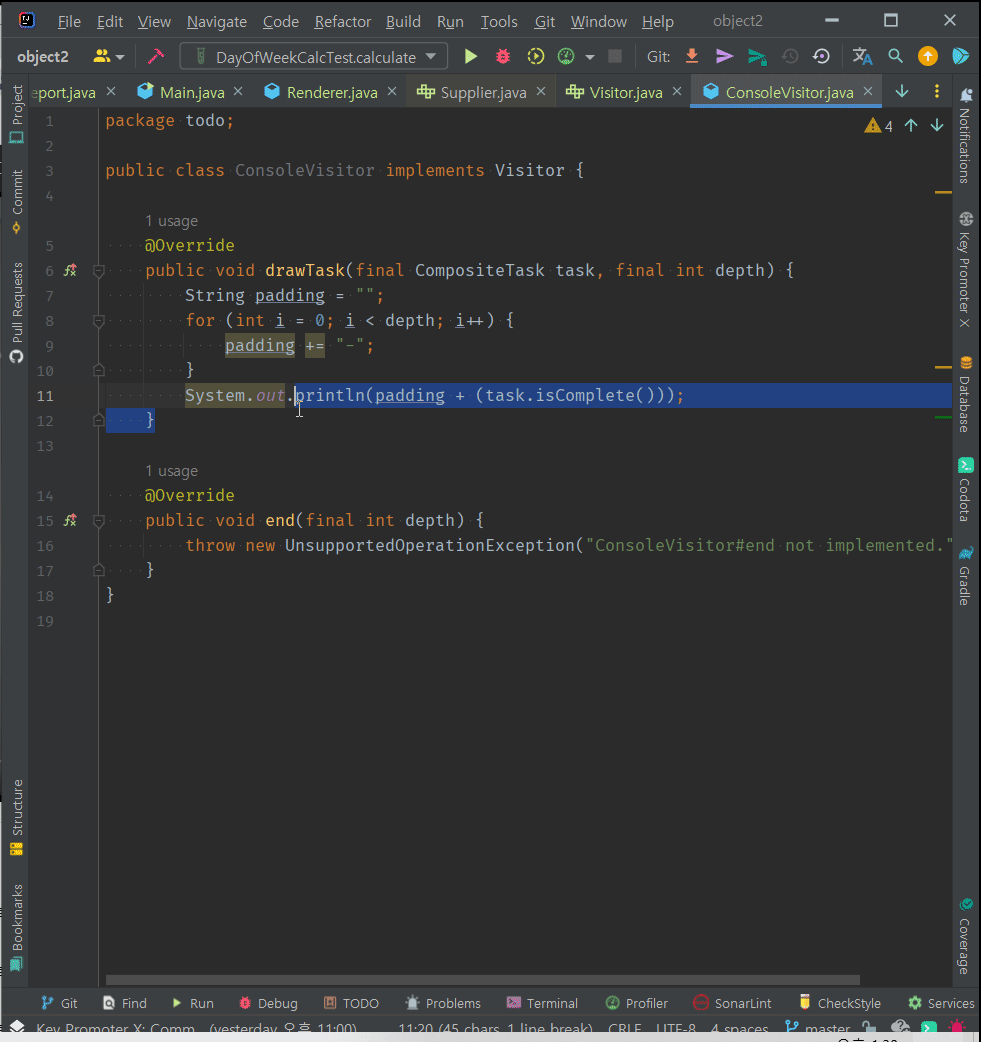 File Edit View Navigate Code Refactor Build Run Tools Git Window Help object2
object2 DayOfWeekCalcTest.calculate Git:
eport.java Main.java Renderer.java Supplier.java Visitor.java ConsoleVisitor.java
Project
Commit
Pull Requests
Structure
Bookmarks
1 package todo;
4
2
3 public class ConsoleVisitor implements Visitor {
4
1 usage
5 @Override
6 public void drawTask(final CompositeTask task, final int depth) {
7 String padding = "";
8 for (int i = 0; i < depth; i++) {
9 padding += "-";
10 }
11 System.out.println(padding + (task.isComplete()));
12 }
13
1 usage
14 @Override
15 public void end(final int depth) {
16 throw new UnsupportedOperationException("ConsoleVisitor#end not implemented."
17 }
18 }
19
Notifications
Key Promoter X
Database
Codota
Gradle
Coverage
Git Find Run Debug TODO Problems Terminal Profiler SonarLint CheckStyle Services
Key Promoter X: Comm... (yesterday 오후 11:00) 11:20 (45 chars, 1 line break) CRLF UTF-8 4 spaces master